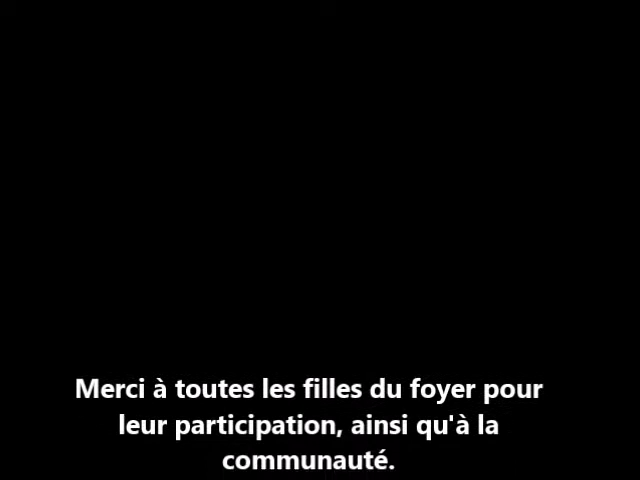 Merci à toutes les filles du foyer pour
leur participation, ainsi qu'à la
communauté.